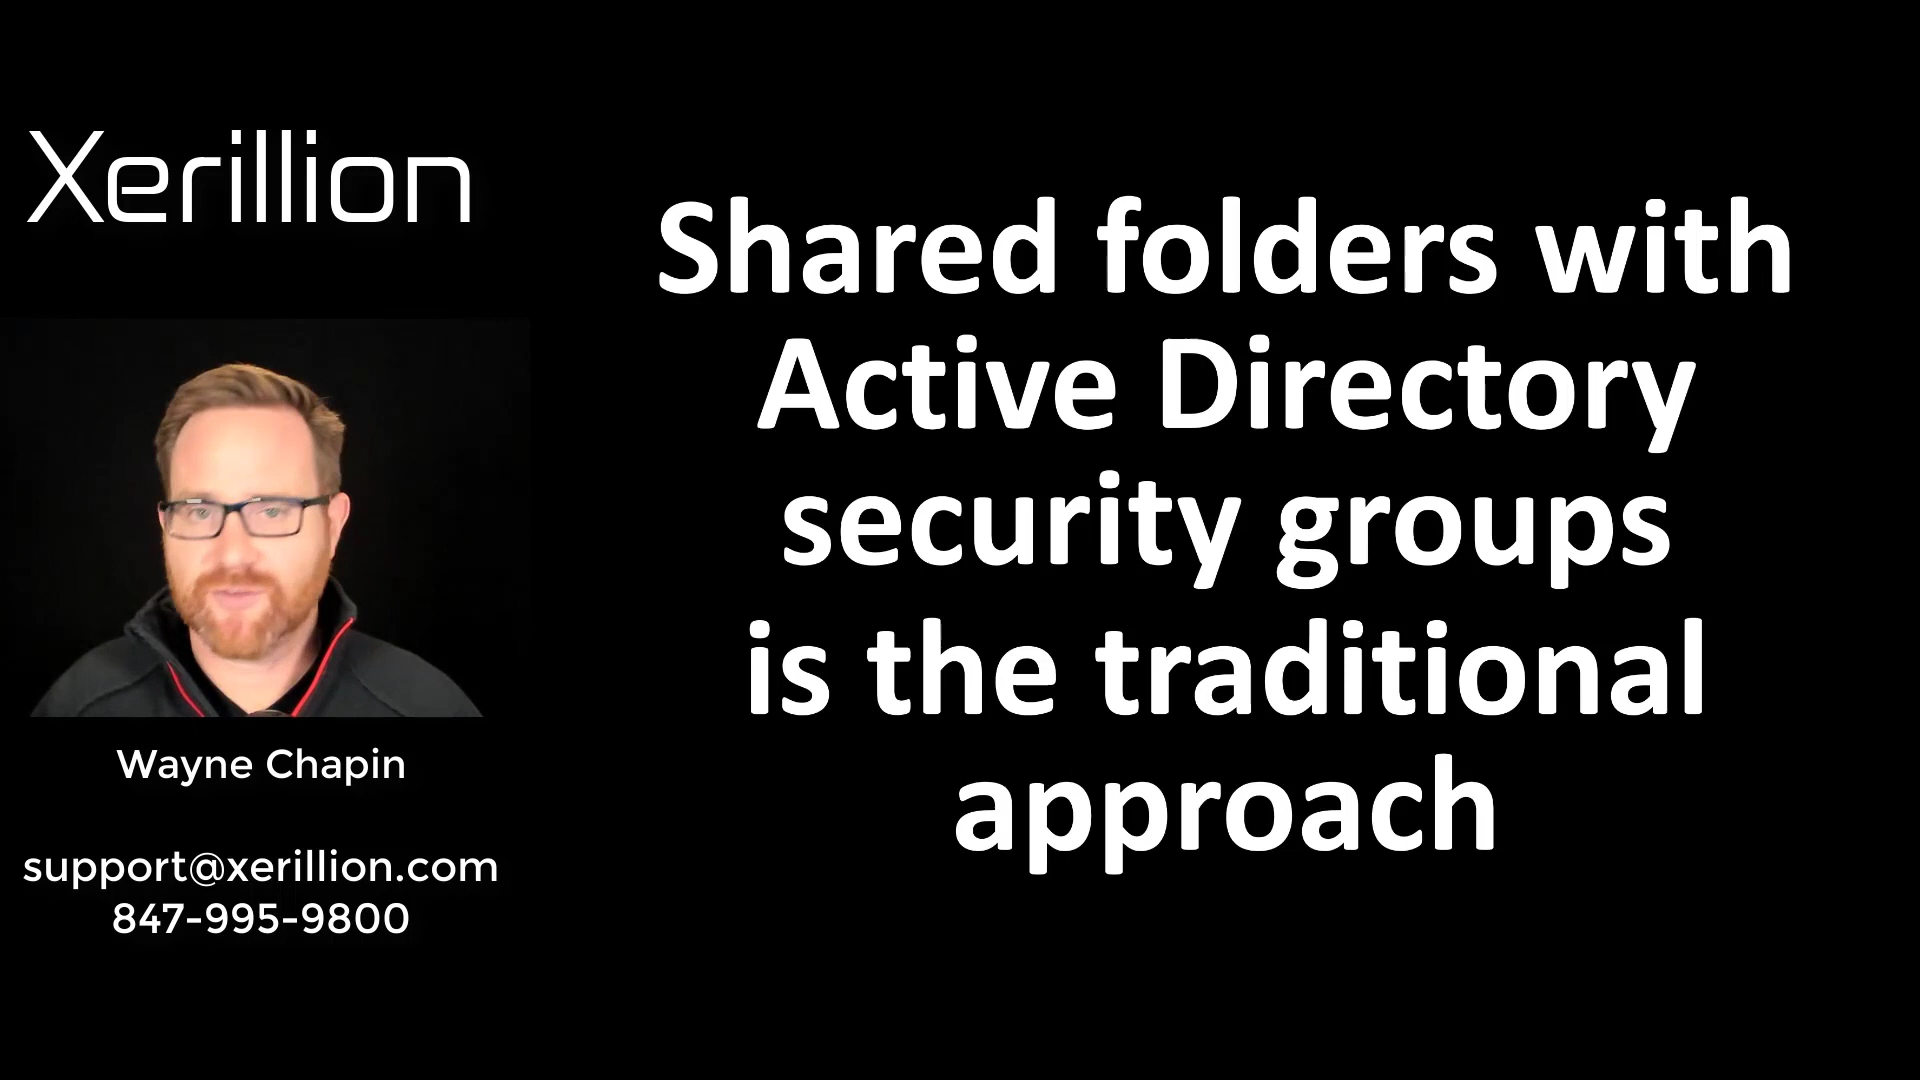 Xerillion
Wayne Chapin
support@xerillion.com
847-995-9800
Shared folders with
Active Directory
security groups
is the traditional
approach